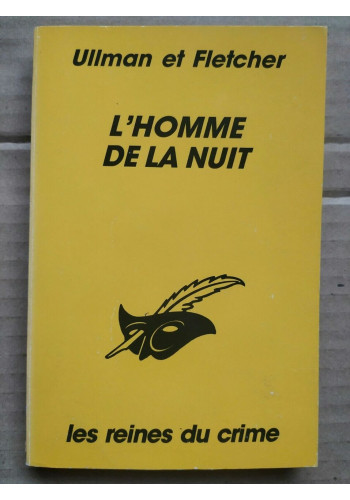 Ullman et Fletcher
L'HOMME
DE LA NUIT
les reines du crime